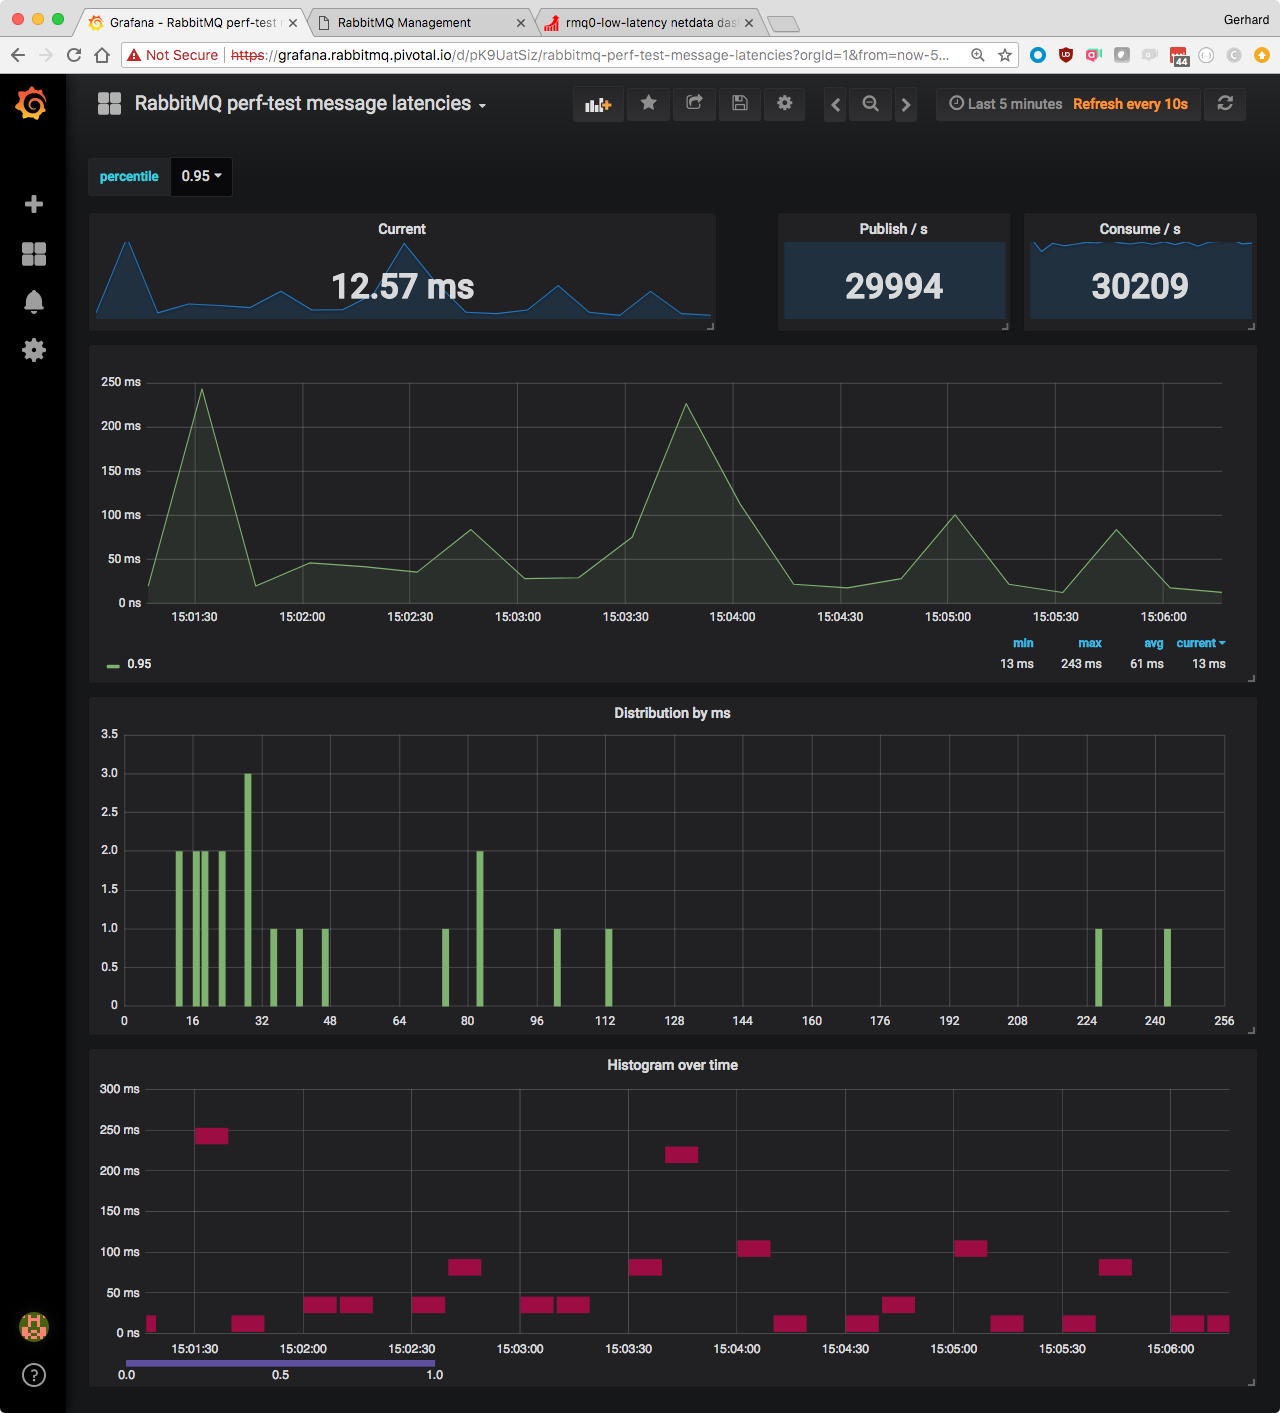 Grafana - RabbitMQ perf-test
RabbitMQ Management
rmq0-low-latency netdata das
Gerhard
Not Secure
https://grafana.rabbitmq.pivotal.io/d/pK9UatSiz/rabbitmq-perf-test-message-latencies?orgId=1&from=now-5...
44
RabbitMQ perf-test message latencies
Last 5 minutes Refresh every 10s
percentile 0.95
Current
12.57 ms
Publish / s
29994
Consume / s
30209
250 ms
200 ms
150 ms
100 ms
50 ms
0 ns
15:01:30 15:02:00 15:02:30 15:03:00 15:03:30 15:04:00 15:04:30 15:05:00 15:05:30 15:06:00
min max avg current
0.95 13 ms 243 ms 61 ms 13 ms
Distribution by ms
3.5
3.0
2.5
2.0
1.5
1.0
0.5
0
0 16 32 48 64 80 96 112 128 144 160 176 192 208 224 240 256
Histogram over time
300 ms
250 ms
200 ms
150 ms
100 ms
50 ms
0 ns
15:01:30 15:02:00 15:02:30 15:03:00 15:03:30 15:04:00 15:04:30 15:05:00 15:05:30 15:06:00
0.0 0.5 1.0